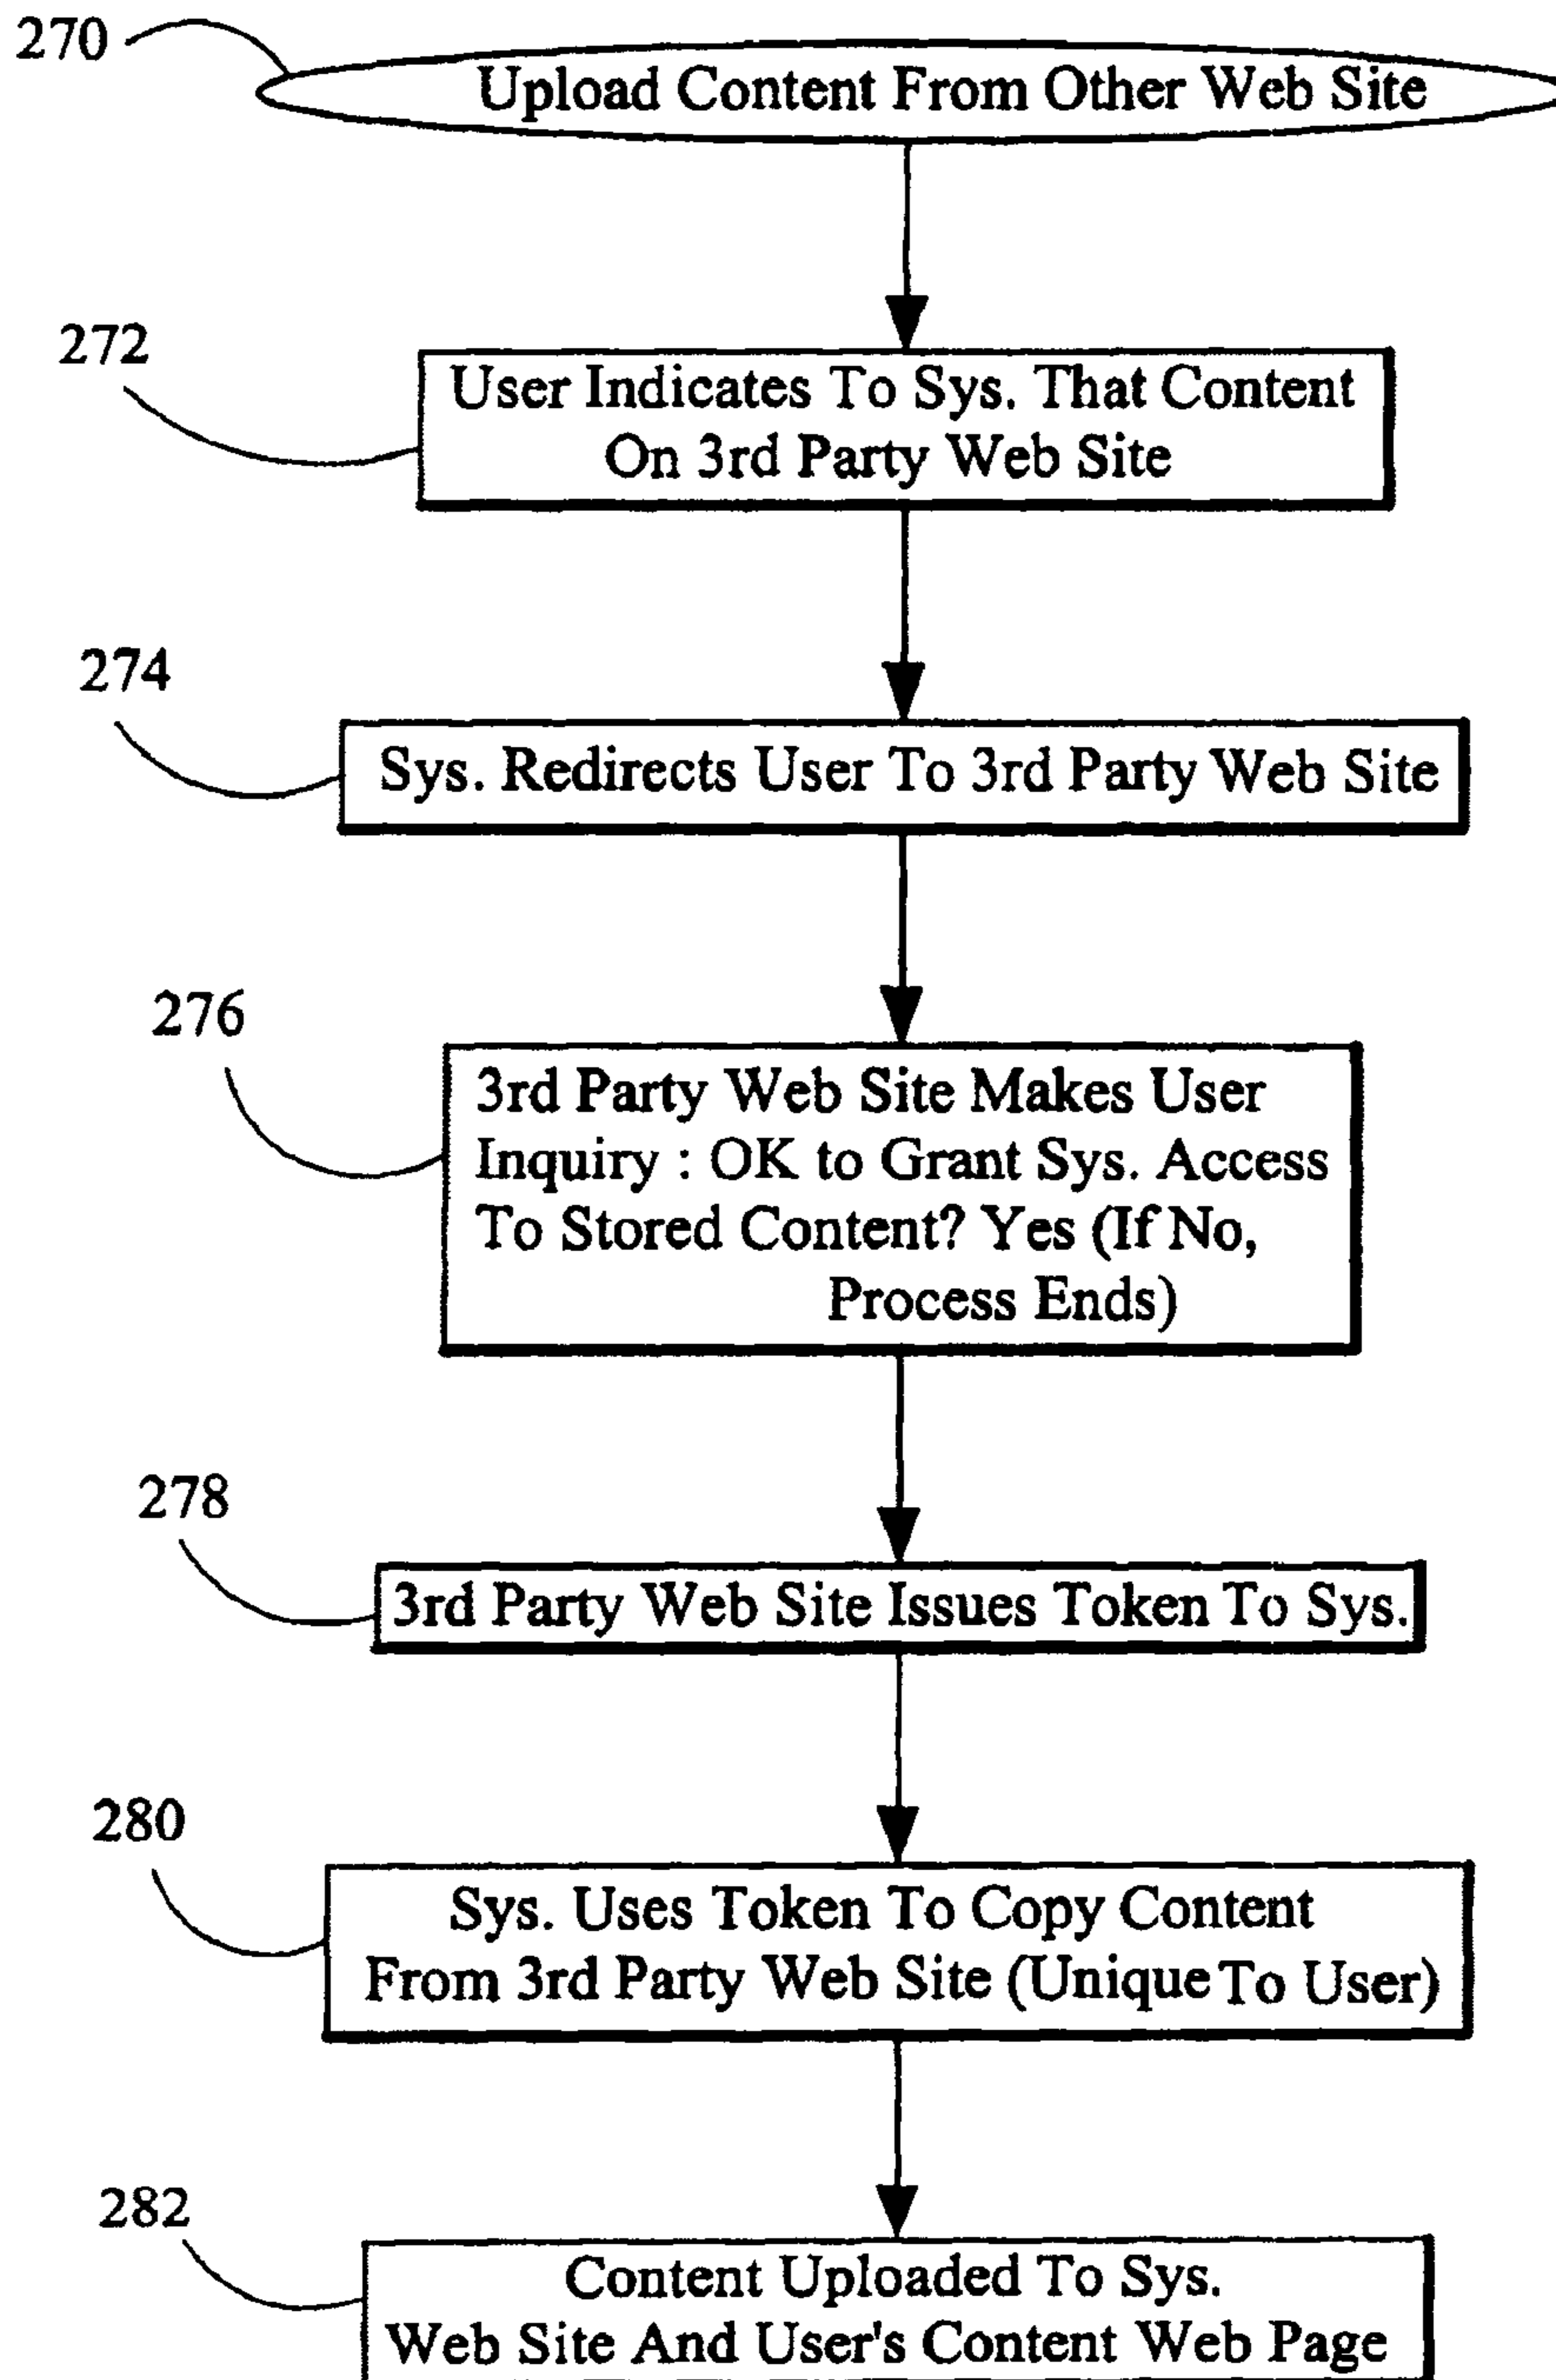 270
Upload Content From Other Web Site
272
User Indicates To Sys. That Content
On 3rd Party Web Site
274
Sys. Redirects User To 3rd Party Web Site
276
3rd Party Web Site Makes User
Inquiry : OK to Grant Sys. Access
To Stored Content? Yes (If No,
Process Ends)
278
3rd Party Web Site Issues Token To Sys.
280
Sys. Uses Token To Copy Content
From 3rd Party Web Site (Unique To User)
282
Content Uploaded To Sys.
Web Site And User's Content Web Page